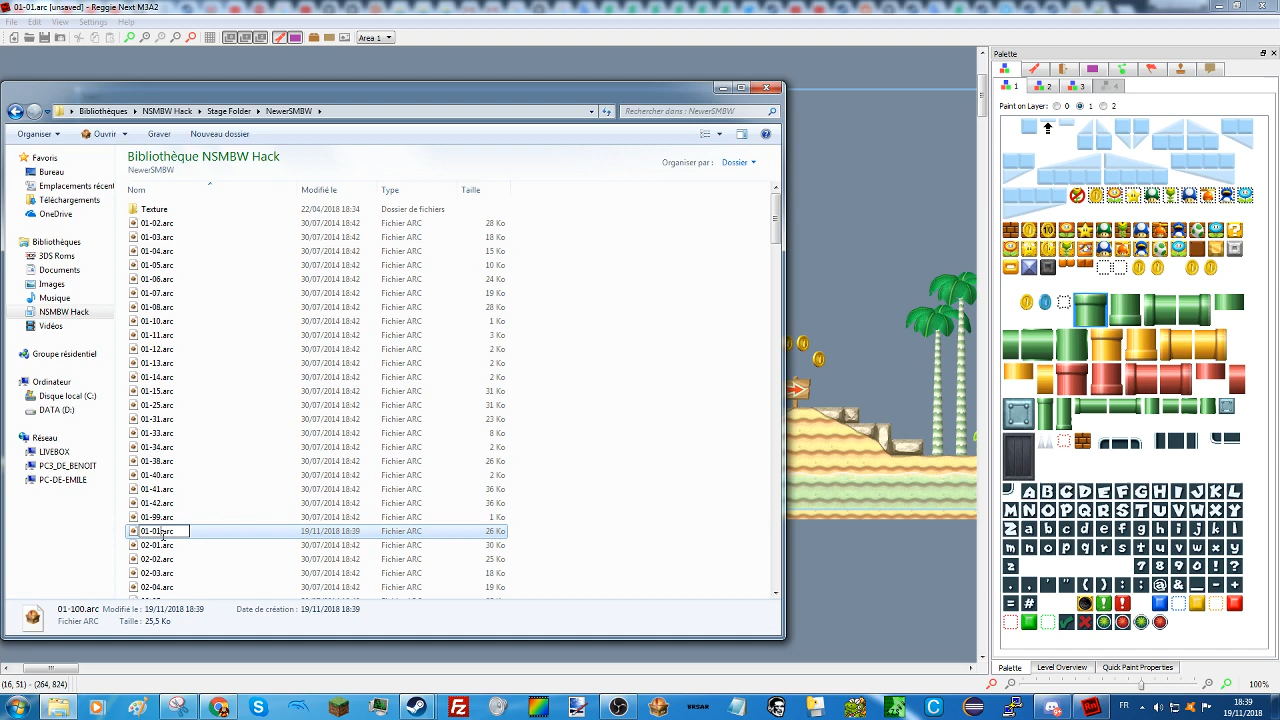 01-01.arc [unsaved] - Reggie Next M3A2
File Edit View Settings Help
Area 1
Palette
1 2 3 4
Paint on Layer: 0 1 2
Bibliothèques NSMBW Hack Stage Folder NewerSMBW
Rechercher dans : NewerSMBW
Organiser Ouvrir Graver Nouveau dossier
Bibliothèque NSMBW Hack
NewerSMBW
Organiser par : Dossier
Nom Modifié le Type Taille
Texture 22/04/2018 18:37 Dossier de fichiers
01-02.arc 30/07/2014 18:42 Fichier ARC 28 Ko
01-03.arc 30/07/2014 18:42 Fichier ARC 18 Ko
01-04.arc 30/07/2014 18:42 Fichier ARC 15 Ko
01-05.arc 30/07/2014 18:42 Fichier ARC 10 Ko
01-06.arc 30/07/2014 18:42 Fichier ARC 24 Ko
01-07.arc 30/07/2014 18:42 Fichier ARC 19 Ko
01-08.arc 30/07/2014 18:42 Fichier ARC 28 Ko
01-10.arc 30/07/2014 18:42 Fichier ARC 1 Ko
01-11.arc 30/07/2014 18:42 Fichier ARC 3 Ko
01-12.arc 30/07/2014 18:42 Fichier ARC 2 Ko
01-13.arc 30/07/2014 18:42 Fichier ARC 2 Ko
01-14.arc 30/07/2014 18:42 Fichier ARC 2 Ko
01-15.arc 30/07/2014 18:42 Fichier ARC 31 Ko
01-25.arc 30/07/2014 18:42 Fichier ARC 31 Ko
01-31.arc 30/07/2014 18:42 Fichier ARC 23 Ko
01-33.arc 30/07/2014 18:42 Fichier ARC 8 Ko
01-34.arc 30/07/2014 18:42 Fichier ARC 2 Ko
01-38.arc 30/07/2014 18:42 Fichier ARC 26 Ko
01-40.arc 30/07/2014 18:42 Fichier ARC 2 Ko
01-41.arc 30/07/2014 18:42 Fichier ARC 36 Ko
01-42.arc 30/07/2014 18:42 Fichier ARC 36 Ko
01-99.arc 30/07/2014 18:42 Fichier ARC 1 Ko
01-01.arc 19/11/2018 18:39 Fichier ARC 26 Ko
02-01.arc 30/07/2014 18:42 Fichier ARC 30 Ko
02-02.arc 30/07/2014 18:42 Fichier ARC 25 Ko
02-03.arc 30/07/2014 18:42 Fichier ARC 18 Ko
02-04.arc 30/07/2014 18:42 Fichier ARC 19 Ko
Favoris
Bureau
Emplacements récent
Téléchargements
OneDrive
Bibliothèques
3DS Roms
Documents
Images
Musique
NSMBW Hack
Vidéos
Groupe résidentiel
Ordinateur
Disque local (C:)
DATA (D:)
Réseau
LIVEBOX
PC3_DE_BENOIT
PC-DE-EMILE
01-100.arc Modifié le : 19/11/2018 18:39 Date de création : 19/11/2018 18:39
Fichier ARC Taille : 25,5 Ko
A B C D E F G H I J K L
M N O P Q R S T U V W X Y
Z a b c d e f g h i j k l
m n o p q r s t u v w x y
z 7 8 9 0 ! ?
. , ' " ( ) : ; @ & _ - +
= # ! !
Palette Level Overview Quick Paint Properties
(16, 51) - (264, 824)
100%
BRSAR
FR
18:39
19/11/2018